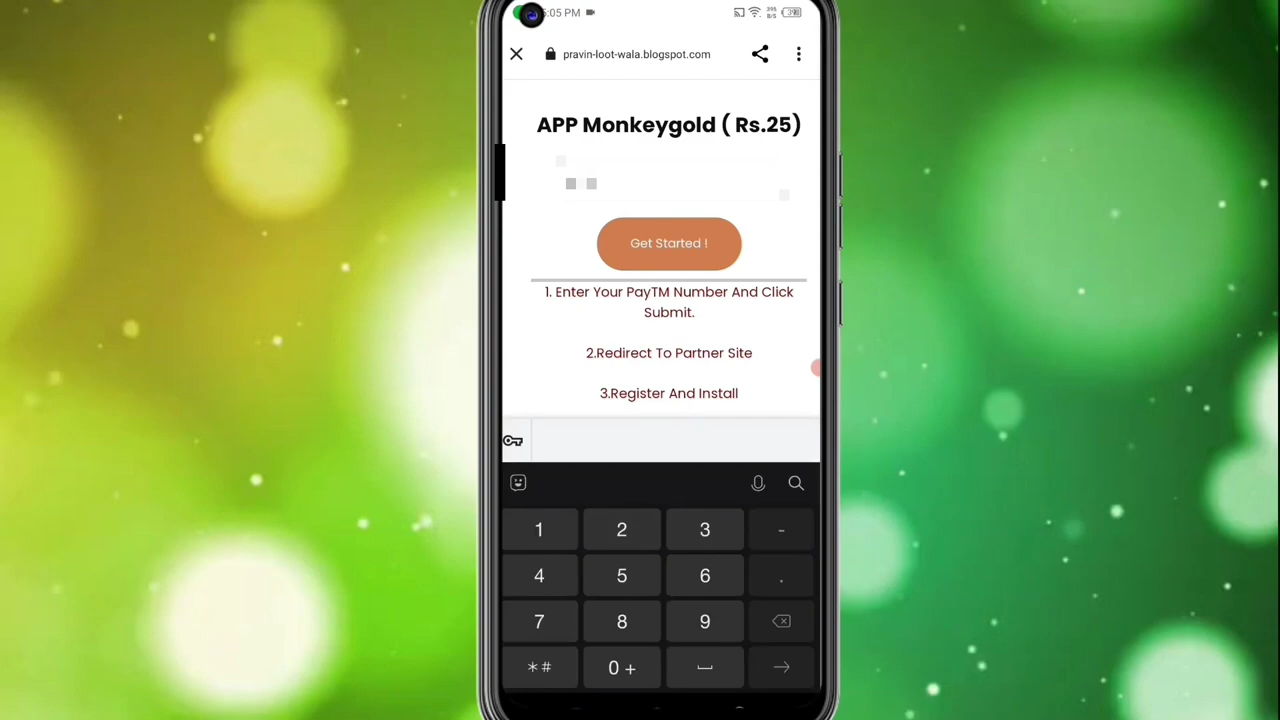 5:05 PM
pravin-loot-wala.blogspot.com
APP Monkeygold ( Rs.25)
Get Started !
1. Enter Your PayTM Number And Click
Submit.
2.Redirect To Partner Site
3.Register And Install
1 2 3 -
4 5 6 .
7 8 9
*# 0 +